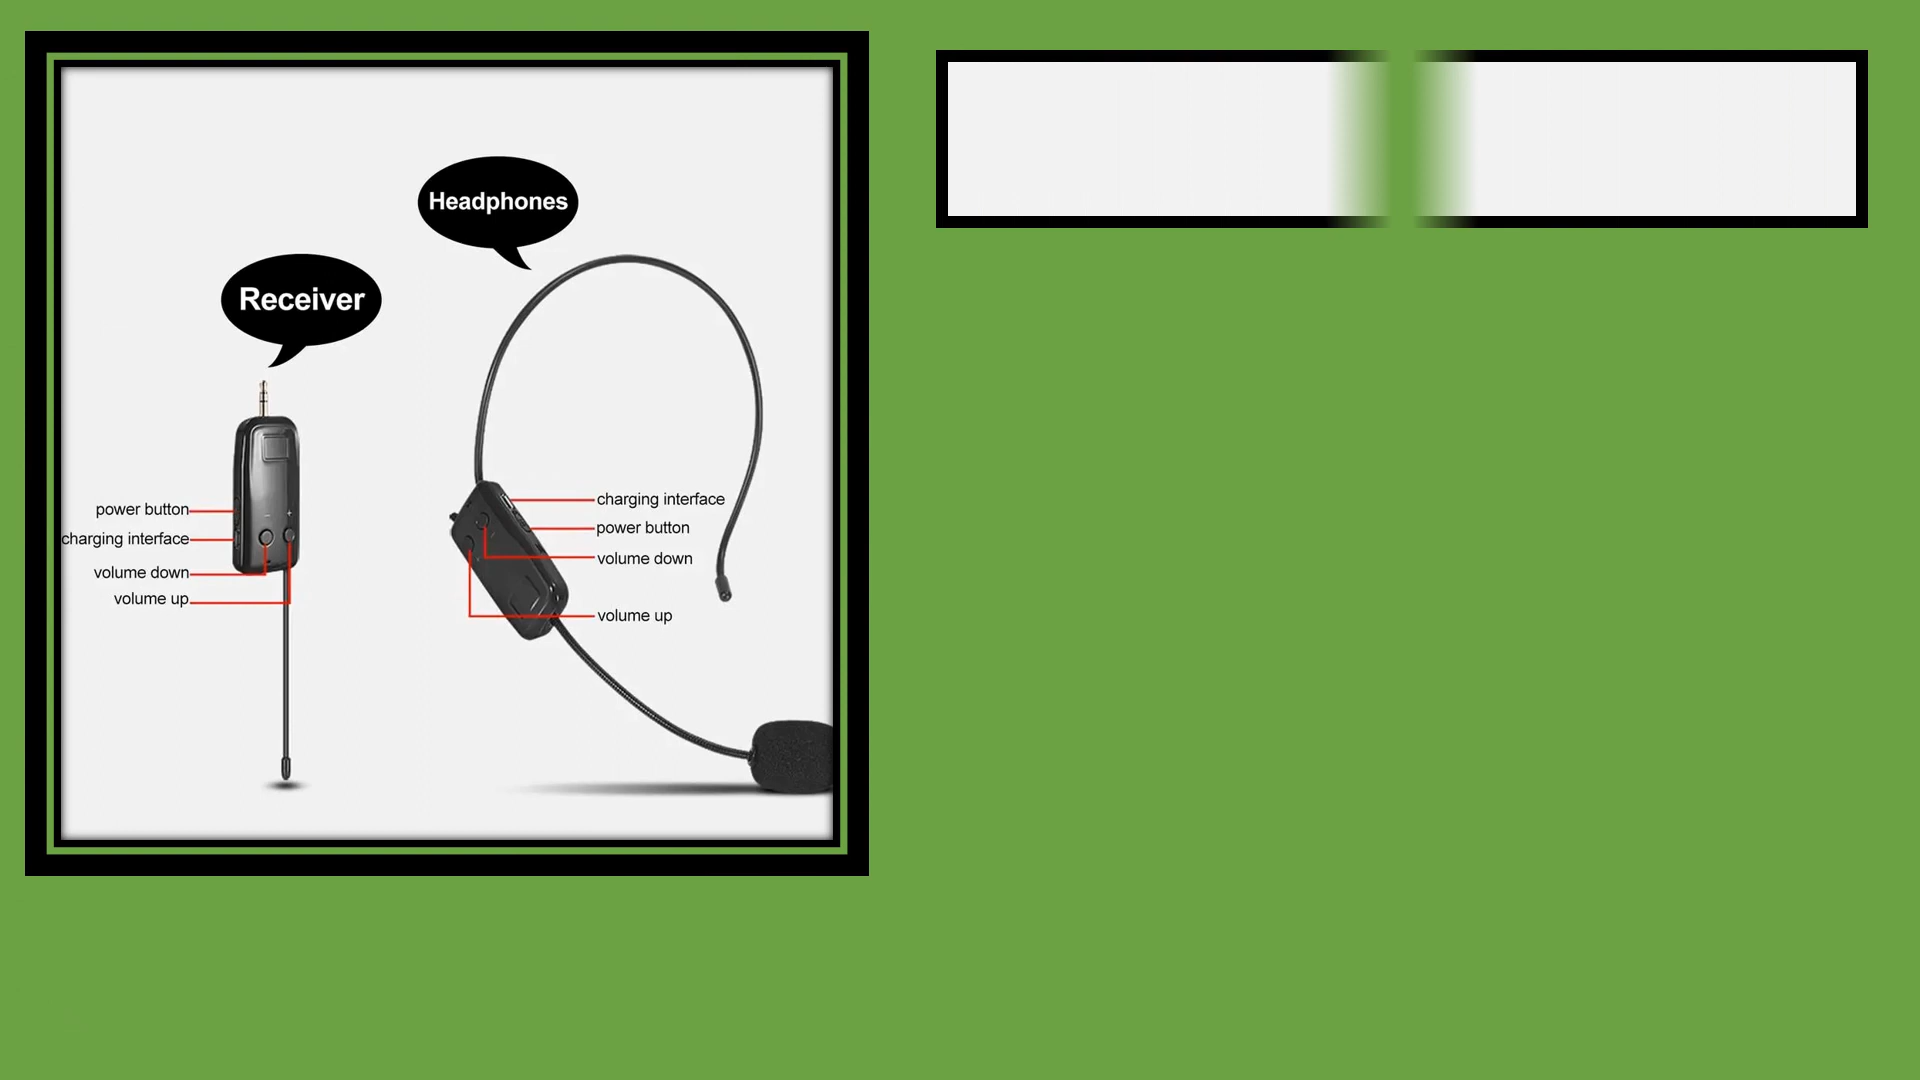 Headphones
Receiver
power button
charging interface
volume down
volume up
charging interface
power button
volume down
volume up